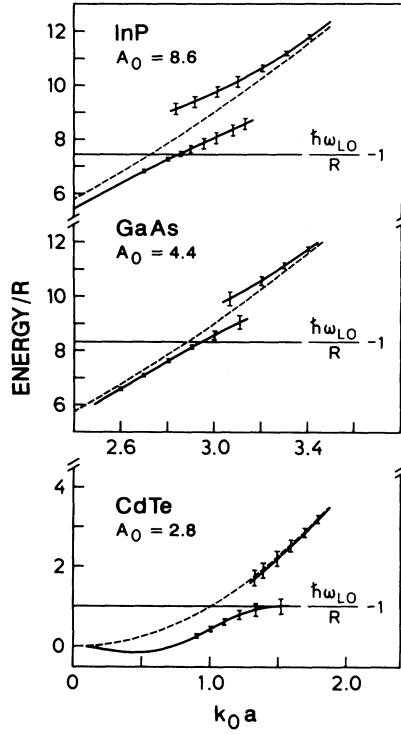 InP
A₀ = 8.6
12
10
8
6
ħω_LO/R −1
GaAs
A₀ = 4.4
12
10
8
6
ħω_LO/R −1
2.6
3.0
3.4
ENERGY/R
CdTe
A₀ = 2.8
4
2
0
ħω_LO/R −1
0
1.0
2.0
k₀a